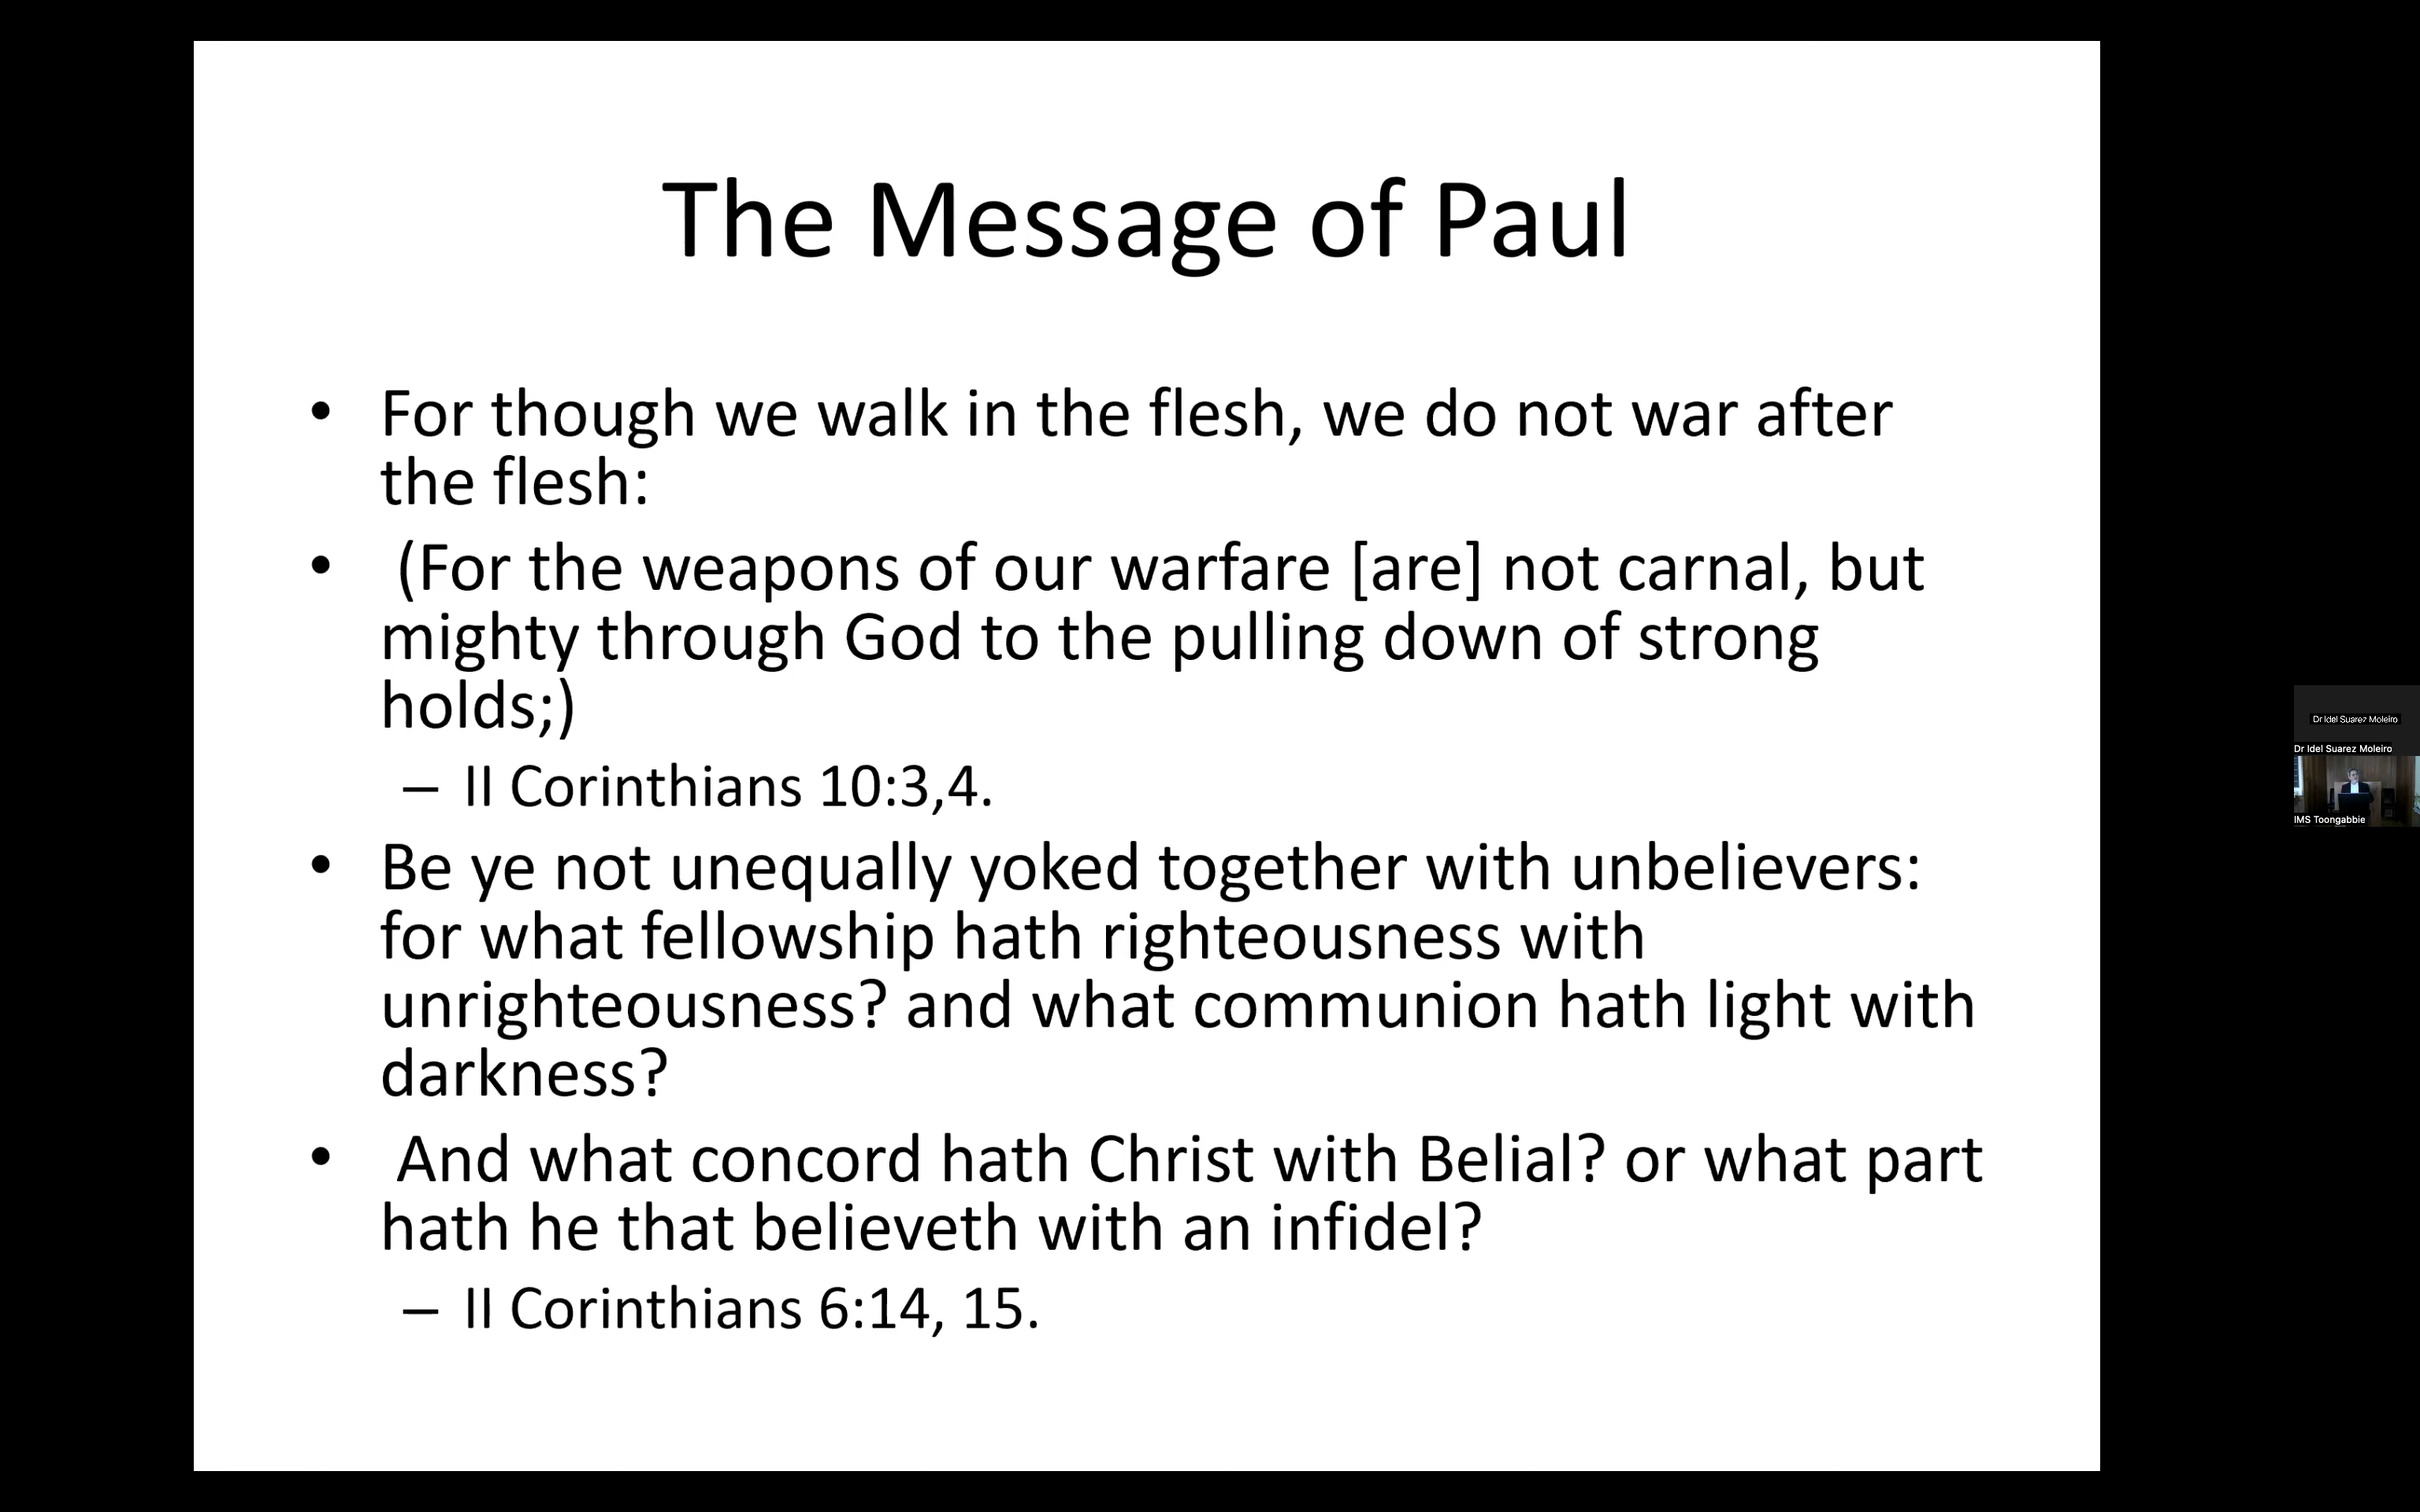 The Message of Paul
• For though we walk in the flesh, we do not war after
the flesh:
• (For the weapons of our warfare [are] not carnal, but
mighty through God to the pulling down of strong
holds;)
– II Corinthians 10:3,4.
• Be ye not unequally yoked together with unbelievers:
for what fellowship hath righteousness with
unrighteousness? and what communion hath light with
darkness?
• And what concord hath Christ with Belial? or what part
hath he that believeth with an infidel?
– II Corinthians 6:14, 15.
Dr Idel Suarez Moleiro
Dr Idel Suarez Moleiro
IMS Toongabbie